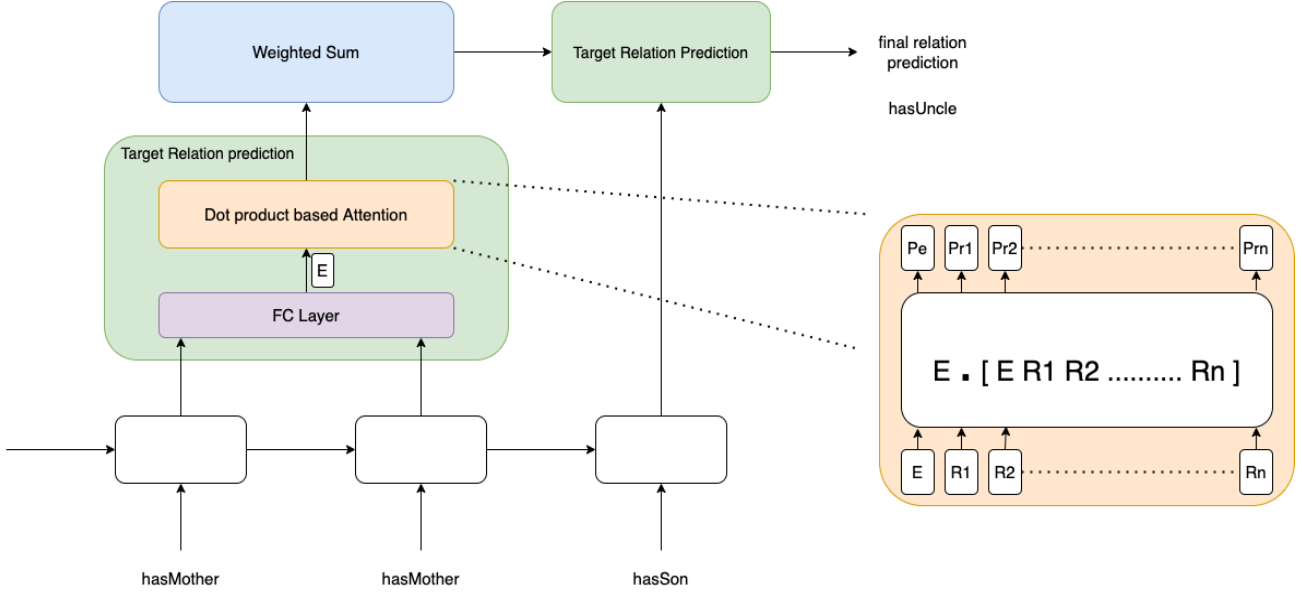 Weighted Sum
Target Relation Prediction
final relation
prediction
hasUncle
Target Relation prediction
Dot product based Attention
E
FC Layer
Pe Pr1 Pr2 Prn
E . [ E R1 R2 .......... Rn ]
E R1 R2 Rn
hasMother
hasMother
hasSon